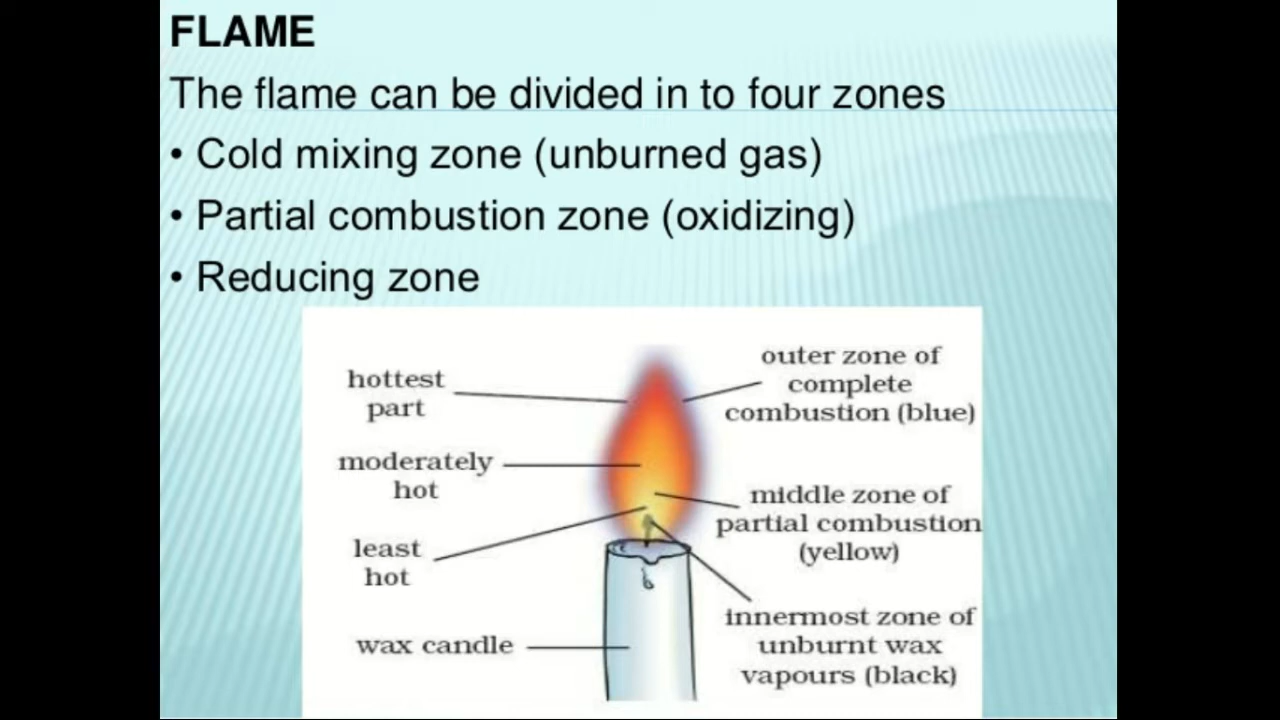 FLAME
The flame can be divided in to four zones
• Cold mixing zone (unburned gas)
• Partial combustion zone (oxidizing)
• Reducing zone
hottest
part
moderately
hot
least
hot
wax candle
outer zone of
complete
combustion (blue)
middle zone of
partial combustion
(yellow)
innermost zone of
unburnt wax
vapours (black)